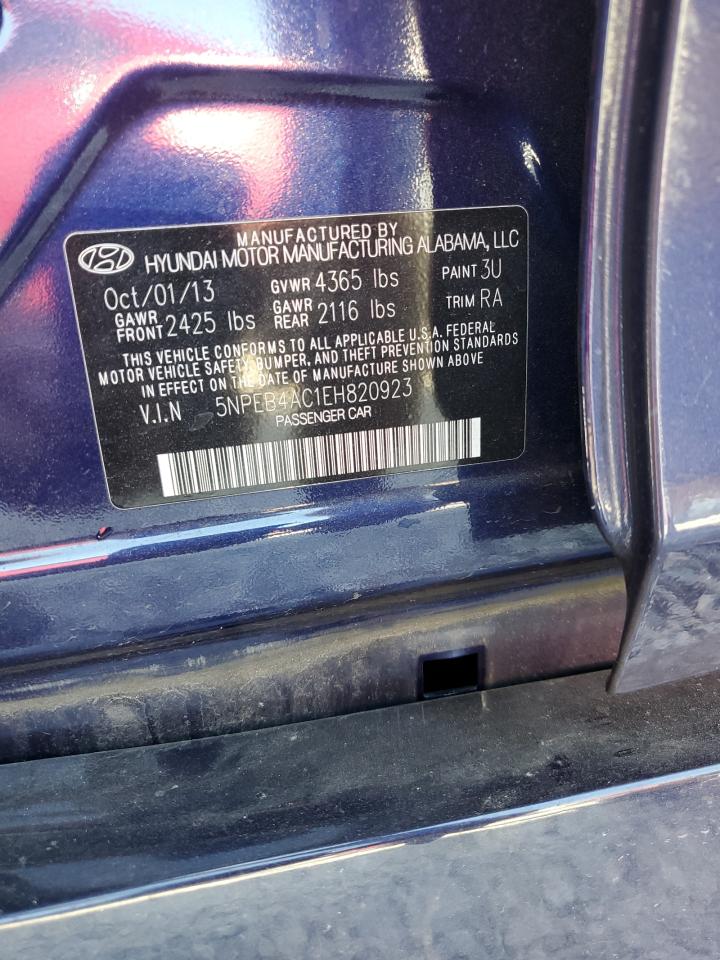 MANUFACTURED BY
HYUNDAI MOTOR MANUFACTURING ALABAMA, LLC
Oct/01/13 GVWR 4365 lbs PAINT 3U
GAWR FRONT 2425 lbs GAWR REAR 2116 lbs TRIM RA
THIS VEHICLE CONFORMS TO ALL APPLICABLE U.S.A. FEDERAL
MOTOR VEHICLE SAFETY, BUMPER, AND THEFT PREVENTION STANDARDS
IN EFFECT ON THE DATE OF MANUFACTURE SHOWN ABOVE
V.I.N 5NPEB4AC1EH820923
PASSENGER CAR